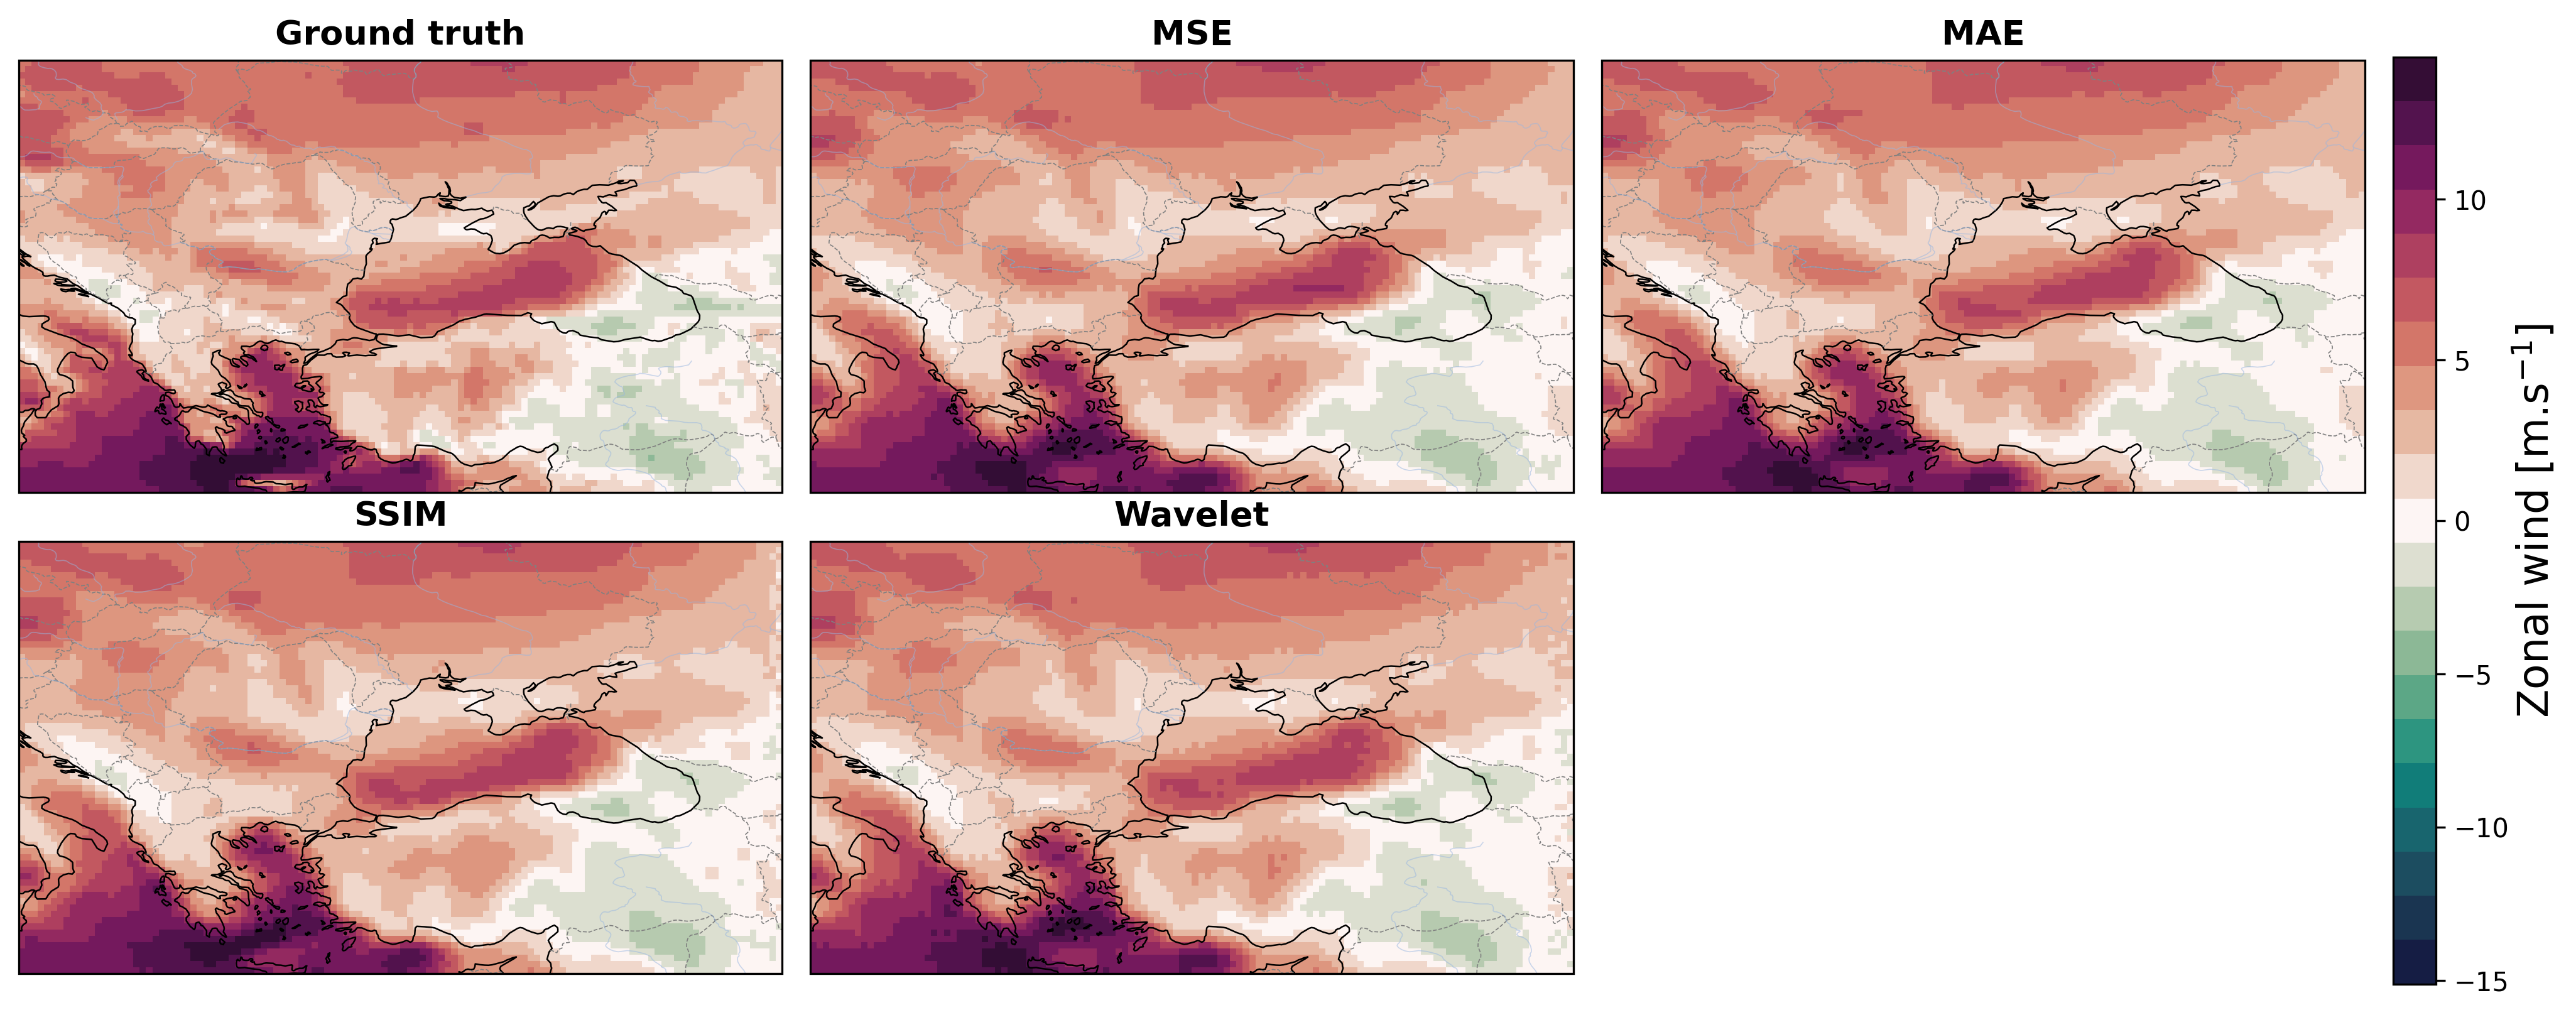 Ground truth
MSE
MAE
SSIM
Wavelet
10
5
0
−5
−10
−15
Zonal wind [m.s⁻¹]